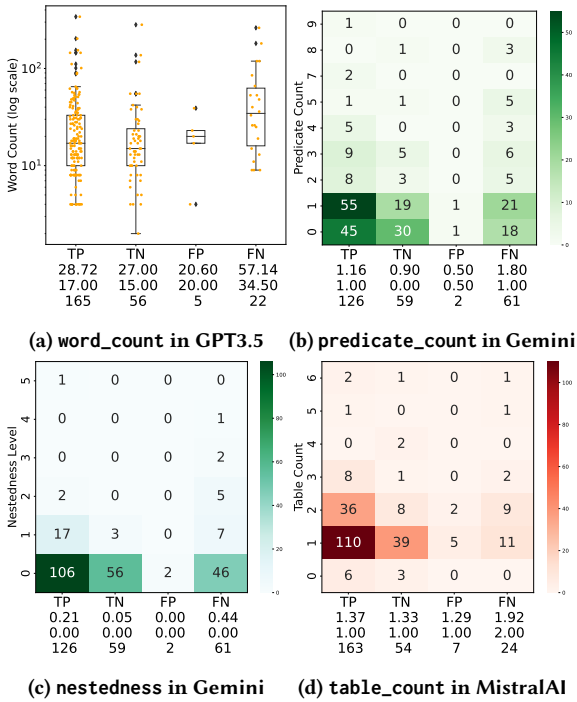 Word Count (log scale)
10²
10¹
TP TN FP FN
28.72 27.00 20.60 57.14
17.00 15.00 20.00 34.50
165 56 5 22
(a) word_count in GPT3.5
Predicate Count
9 1 0 0 0
8 0 1 0 3
7 2 0 0 0
5 1 1 0 5
4 5 0 0 3
3 9 5 0 6
2 8 3 0 5
1 55 19 1 21
0 45 30 1 18
TP TN FP FN
1.16 0.90 0.50 1.80
1.00 0.00 0.50 1.00
126 59 2 61
50
40
30
20
10
0
(b) predicate_count in Gemini
Nestedness Level
5 1 0 0 0
4 0 0 0 1
3 0 0 0 2
2 2 0 0 5
1 17 3 0 7
0 106 56 2 46
TP TN FP FN
0.21 0.05 0.00 0.44
0.00 0.00 0.00 0.00
126 59 2 61
100
80
60
40
20
0
(c) nestedness in Gemini
Table Count
6 2 1 0 1
5 1 0 0 1
4 0 2 0 0
3 8 1 0 2
2 36 8 2 9
1 110 39 5 11
0 6 3 0 0
TP TN FP FN
1.37 1.33 1.29 1.92
1.00 1.00 1.00 2.00
163 54 7 24
100
80
60
40
20
0
(d) table_count in MistralAI